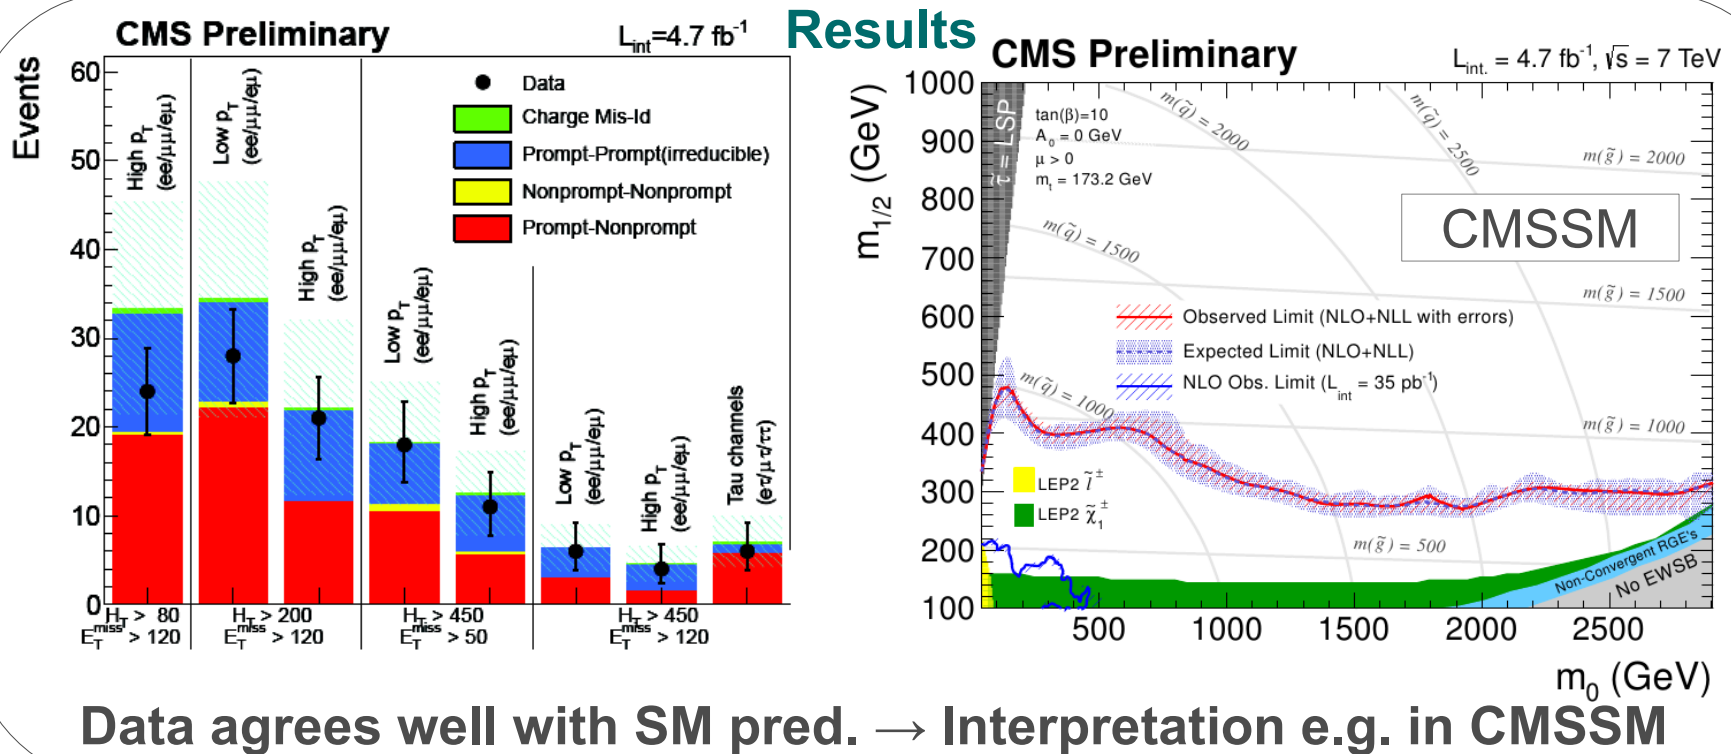 Results
CMS Preliminary
L_int=4.7 fb⁻¹
Events
60
50
40
30
20
10
0
High p_T
(ee/μμ/eμ)
Low p_T
(ee/μμ/eμ)
High p_T
(ee/μμ/eμ)
Low p_T
(ee/μμ/eμ)
High p_T
(ee/μμ/eμ)
Low p_T
(ee/μμ/eμ)
High p_T
(ee/μμ/eμ)
Tau channels
(eτ/μτ/ττ)
Data
Charge Mis-Id
Prompt-Prompt(irreducible)
Nonprompt-Nonprompt
Prompt-Nonprompt
H_T > 80
E_T^miss > 120
H_T > 200
E_T^miss > 120
H_T > 450
E_T^miss > 50
H_T > 450
E_T^miss > 120
CMS Preliminary
L_int. = 4.7 fb⁻¹, √s = 7 TeV
m_1/2 (GeV)
1000
900
800
700
600
500
400
300
200
100
τ̃ = LSP
tan(β)=10
A_0 = 0 GeV
μ > 0
m_t = 173.2 GeV
m(q̃) = 2000
m(q̃) = 2500
m(g̃) = 2000
CMSSM
m(q̃) = 1500
m(g̃) = 1500
Observed Limit (NLO+NLL with errors)
Expected Limit (NLO+NLL)
NLO Obs. Limit (L_int = 35 pb⁻¹)
m(q̃) = 1000
m(g̃) = 1000
LEP2 l̃^±
LEP2 χ̃_1^±
m(g̃) = 500
Non-Convergent RGE's
No EWSB
500
1000
1500
2000
2500
m_0 (GeV)
Data agrees well with SM pred. → Interpretation e.g. in CMSSM